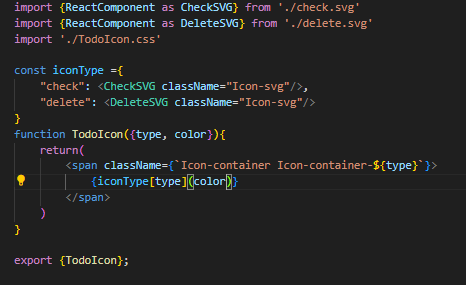 import {ReactComponent as CheckSVG} from './check.svg'
import {ReactComponent as DeleteSVG} from './delete.svg'
import './TodoIcon.css'
const iconType ={
"check": <CheckSVG className="Icon-svg"/>,
"delete": <DeleteSVG className="Icon-svg"/>
}
function TodoIcon({type, color}){
return(
<span className={`Icon-container Icon-container-${type}`}>
{iconType[type](color)}
</span>
)
}
export {TodoIcon};